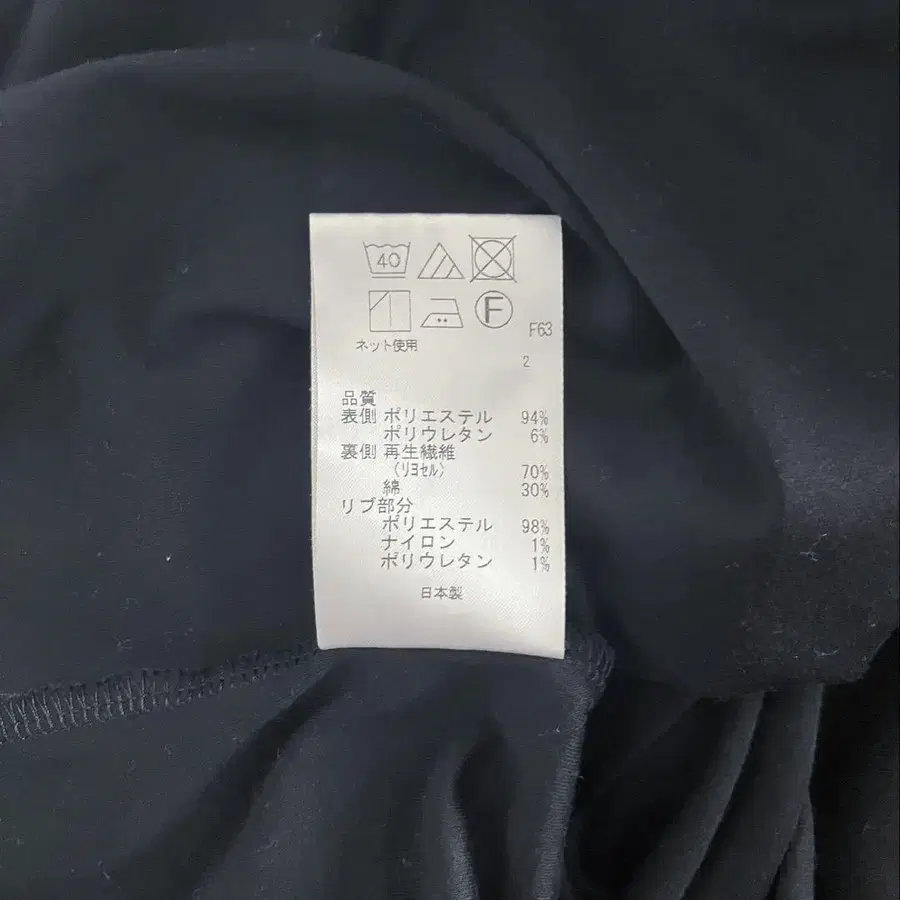 40
F
F63
ネット使用
2
品質
表側 ポリエステル 94%
ポリウレタン 6%
裏側 再生繊維
(リヨセル) 70%
綿 30%
リブ部分
ポリエステル 98%
ナイロン 1%
ポリウレタン 1%
日本製